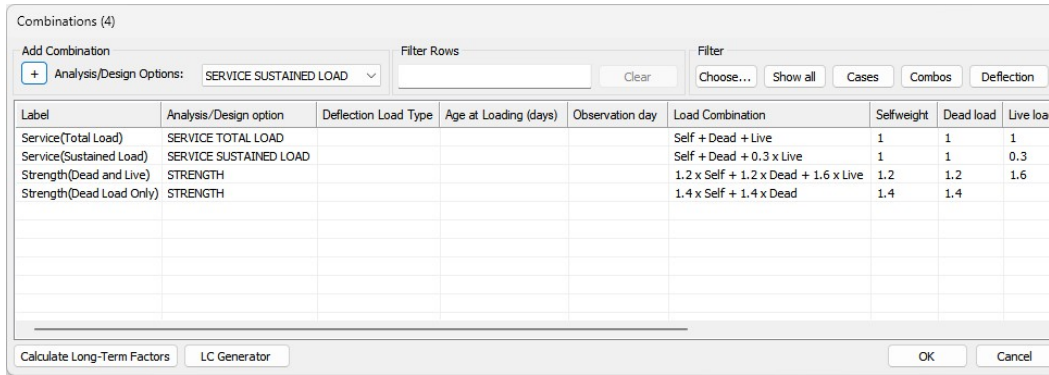 Combinations (4)
Add Combination
Filter Rows
Filter
+ Analysis/Design Options: SERVICE SUSTAINED LOAD Clear Choose... Show all Cases Combos Deflection
Label Analysis/Design option Deflection Load Type Age at Loading (days) Observation day Load Combination Selfweight Dead load Live loa
Service(Total Load) SERVICE TOTAL LOAD Self + Dead + Live 1 1 1
Service(Sustained Load) SERVICE SUSTAINED LOAD Self + Dead + 0.3 x Live 1 1 0.3
Strength(Dead and Live) STRENGTH 1.2 x Self + 1.2 x Dead + 1.6 x Live 1.2 1.2 1.6
Strength(Dead Load Only) STRENGTH 1.4 x Self + 1.4 x Dead 1.4 1.4
Calculate Long-Term Factors LC Generator OK Cancel